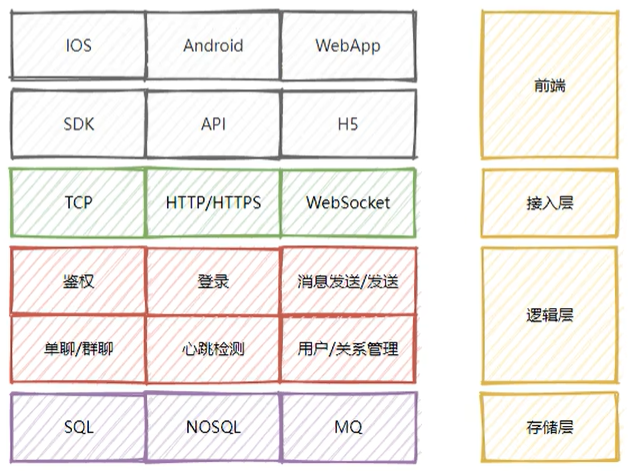 IOS Android WebApp
前端
SDK API H5
TCP HTTP/HTTPS WebSocket 接入层
鉴权 登录 消息发送/发送
逻辑层
单聊/群聊 心跳检测 用户/关系管理
SQL NOSQL MQ 存储层